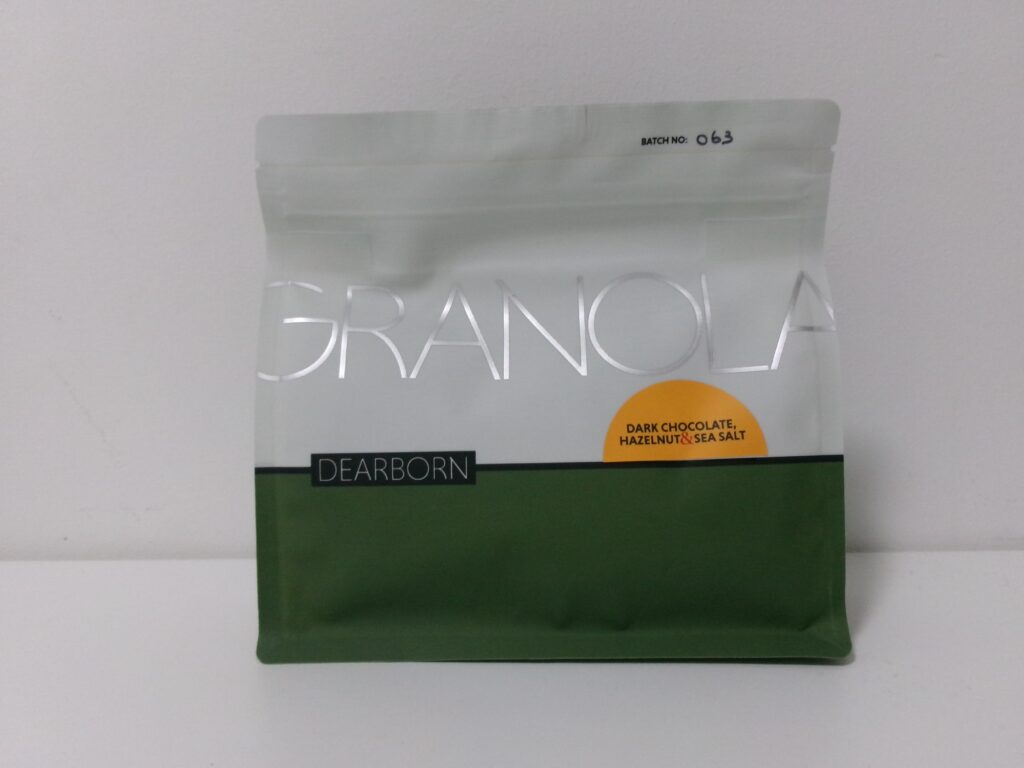 BATCH NO: 063
GRANOLA
DARK CHOCOLATE,
HAZELNUT & SEA SALT
DEARBORN